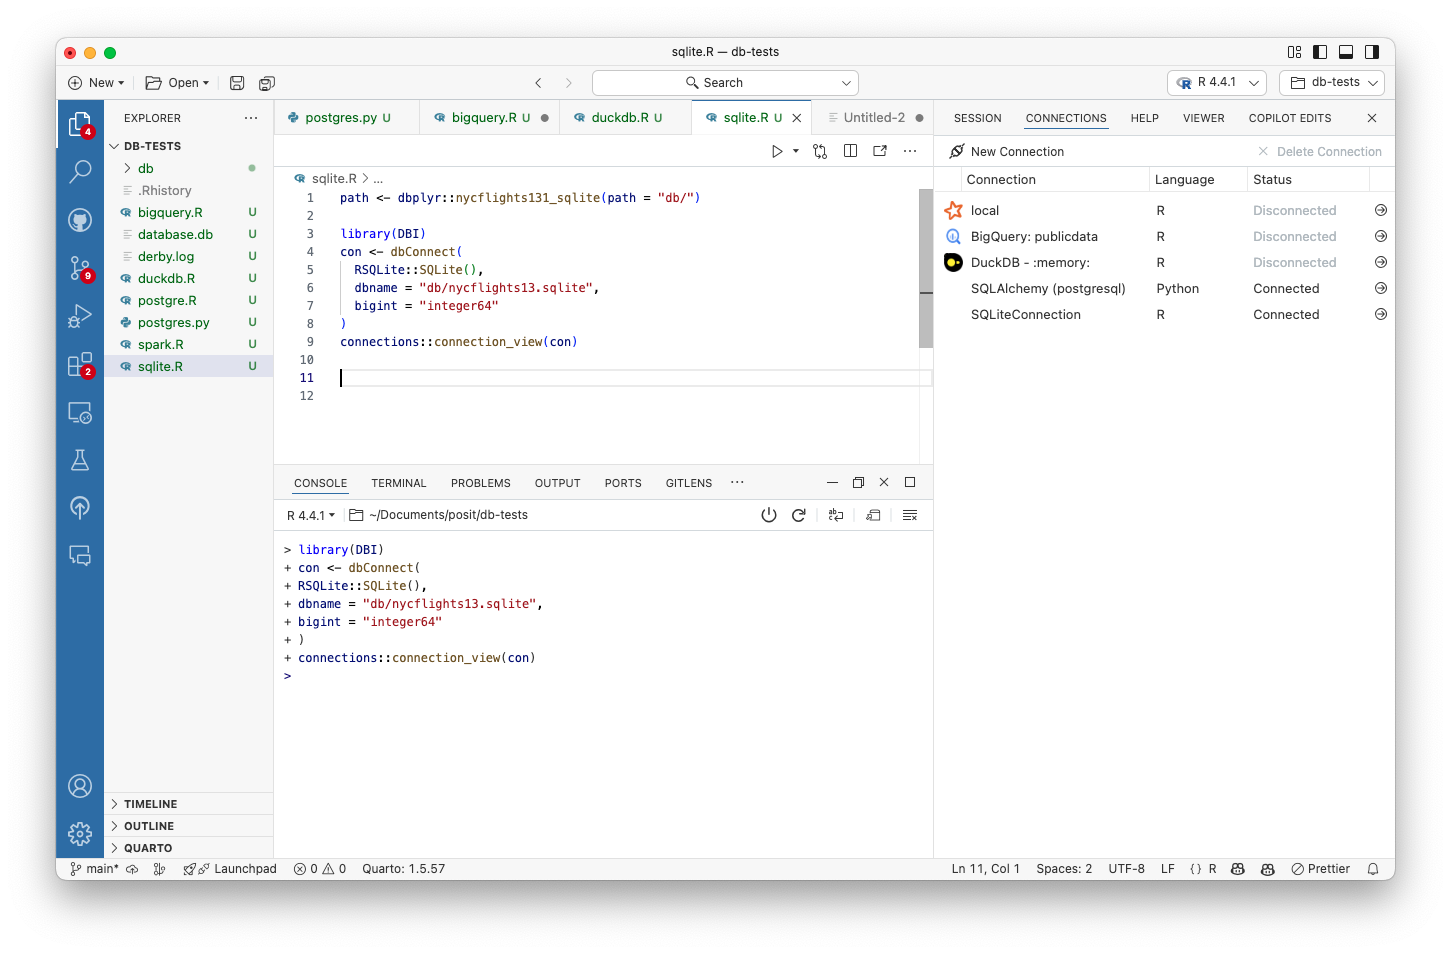 sqlite.R — db-tests
New
Open
Search
R 4.4.1
db-tests
4
9
2
EXPLORER
DB-TESTS
db
.Rhistory
bigquery.R U
database.db U
derby.log U
duckdb.R U
postgre.R U
postgres.py U
spark.R U
sqlite.R U
TIMELINE
OUTLINE
QUARTO
postgres.py U
bigquery.R U
duckdb.R U
sqlite.R U
Untitled-2
sqlite.R > ...
1 path <- dbplyr::nycflights131_sqlite(path = "db/")
2
3 library(DBI)
4 con <- dbConnect(
5 RSQLite::SQLite(),
6 dbname = "db/nycflights13.sqlite",
7 bigint = "integer64"
8 )
9 connections::connection_view(con)
10
11
12
CONSOLE TERMINAL PROBLEMS OUTPUT PORTS GITLENS ...
R 4.4.1 ~/Documents/posit/db-tests
> library(DBI)
+ con <- dbConnect(
+ RSQLite::SQLite(),
+ dbname = "db/nycflights13.sqlite",
+ bigint = "integer64"
+ )
+ connections::connection_view(con)
>
SESSION CONNECTIONS HELP VIEWER COPILOT EDITS
New Connection Delete Connection
Connection Language Status
local R Disconnected
BigQuery: publicdata R Disconnected
DuckDB - :memory: R Disconnected
SQLAlchemy (postgresql) Python Connected
SQLiteConnection R Connected
main* Launchpad 0 0 Quarto: 1.5.57 Ln 11, Col 1 Spaces: 2 UTF-8 LF {} R Prettier